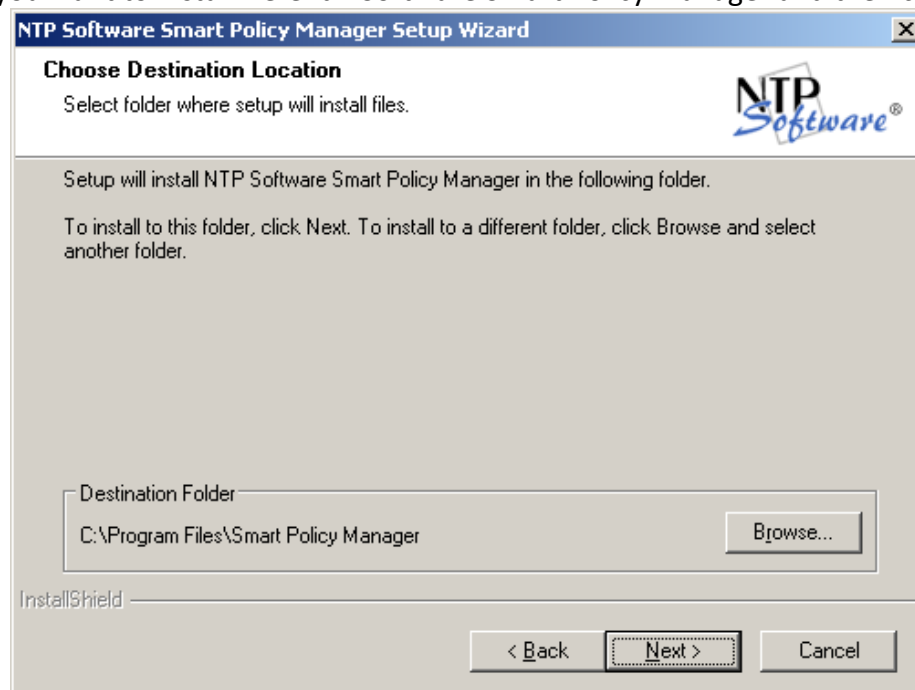 NTP Software Smart Policy Manager Setup Wizard
Choose Destination Location
Select folder where setup will install files.
NTP
Software®
Setup will install NTP Software Smart Policy Manager in the following folder.
To install to this folder, click Next. To install to a different folder, click Browse and select
another folder.
Destination Folder
C:\Program Files\Smart Policy Manager
Browse...
InstallShield
< Back
Next >
Cancel